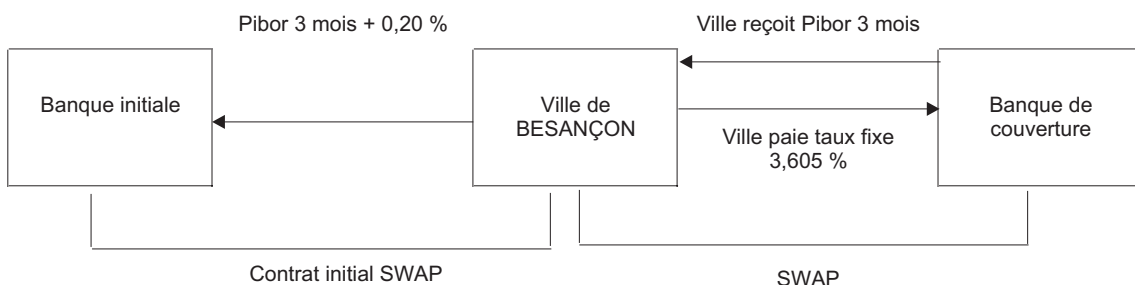 Pibor 3 mois + 0,20 %
Ville reçoit Pibor 3 mois
Banque initiale
Ville de
BESANÇON
Banque de
couverture
Ville paie taux fixe
3,605 %
Contrat initial SWAP
SWAP